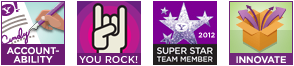 ACCOUNT-
ABILITY
YOU ROCK!
2012
SUPER STAR
TEAM MEMBER
INNOVATE